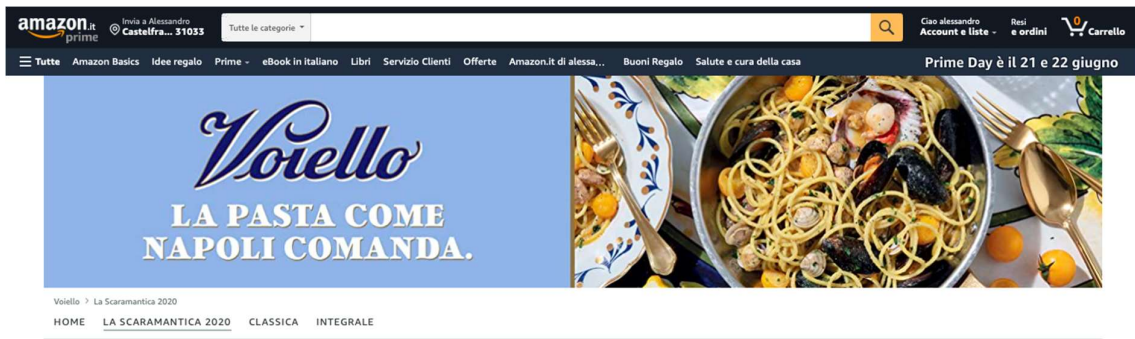 amazon.it
prime
Invia a Alessandro
Castelfra... 31033
Tutte le categorie
Ciao alessandro
Account e liste
Resi
e ordini
0
Carrello
Tutte Amazon Basics Idee regalo Prime eBook in italiano Libri Servizio Clienti Offerte Amazon.it di alessa... Buoni Regalo Salute e cura della casa Prime Day è il 21 e 22 giugno
Voiello
LA PASTA COME
NAPOLI COMANDA.
Voiello > La Scaramantica 2020
HOME LA SCARAMANTICA 2020 CLASSICA INTEGRALE